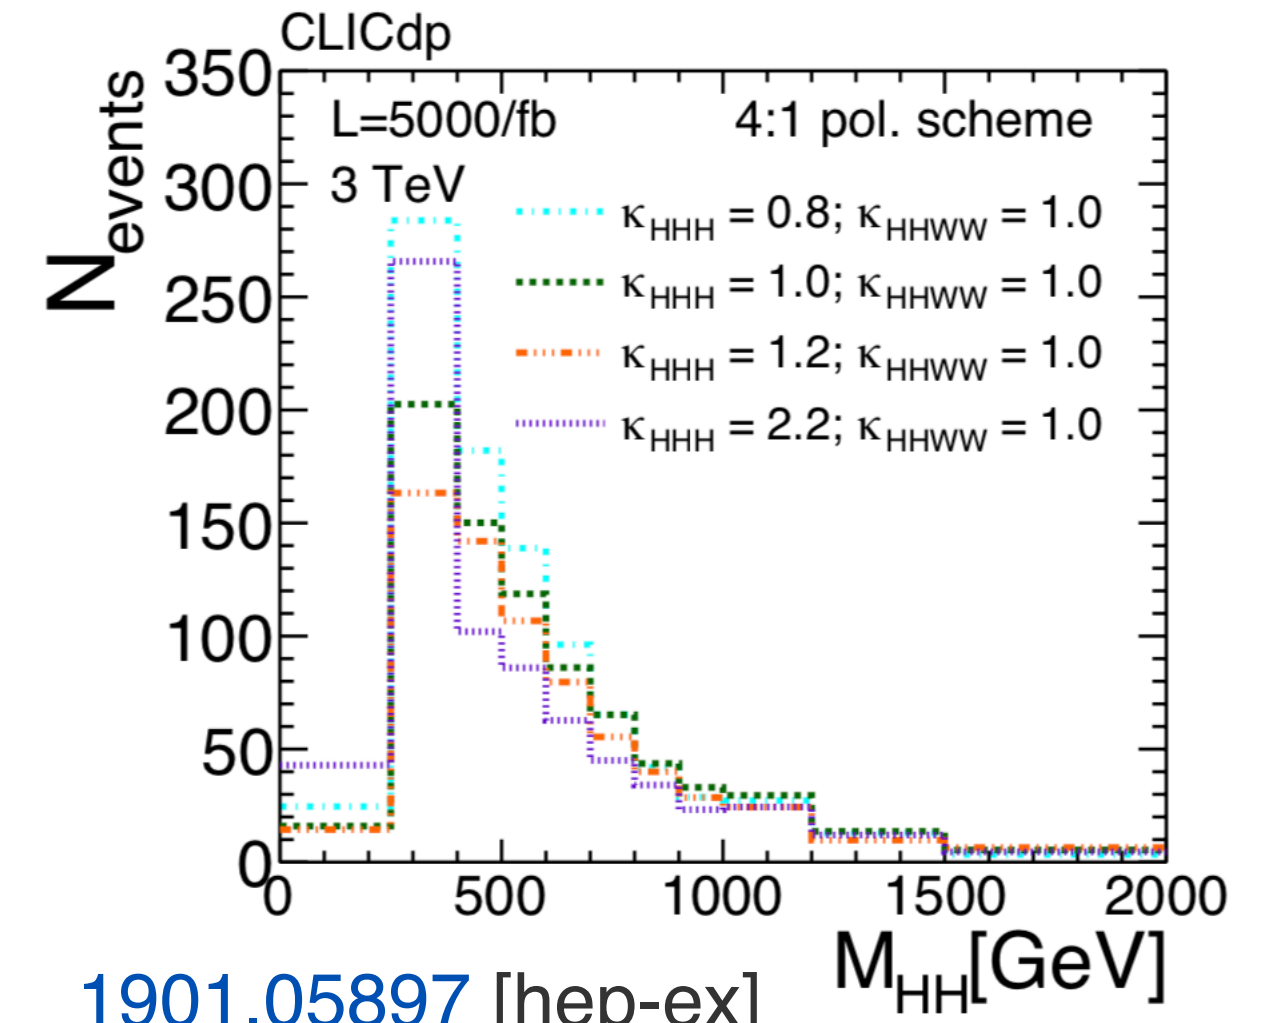 CLICdp
L=5000/fb 4:1 pol. scheme
3 TeV
κHHH = 0.8; κHHWW = 1.0
κHHH = 1.0; κHHWW = 1.0
κHHH = 1.2; κHHWW = 1.0
κHHH = 2.2; κHHWW = 1.0
Nevents
350
300
250
200
150
100
50
0
0 500 1000 1500 2000
MHH[GeV]
1901.05897 [hep-ex]